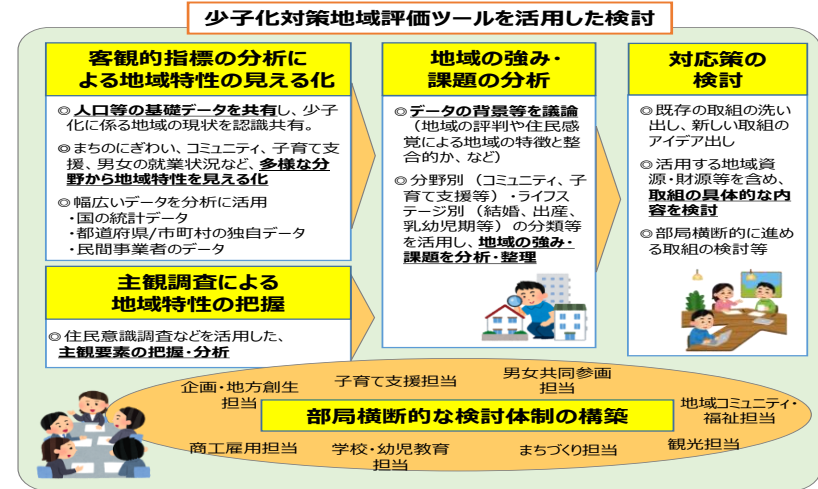 少子化対策地域評価ツールを活用した検討
客観的指標の分析に
よる地域特性の見える化
◎人口等の基礎データを共有し、少子
化に係る地域の現状を認識共有。
◎まちのにぎわい、コミュニティ、子育て支
援、男女の就業状況など、多様な分
野から地域特性を見える化
◎幅広いデータを分析に活用
・国の統計データ
・都道府県/市町村の独自データ
・民間事業者のデータ
主観調査による
地域特性の把握
◎住民意識調査などを活用した、
主観要素の把握・分析
地域の強み・
課題の分析
◎データの背景等を議論
（地域の評判や住民感
覚による地域の特徴と整
合的か、など）
◎分野別（コミュニティ、子
育て支援等）・ライフス
テージ別（結婚、出産、
乳幼児期等）の分類等
を活用し、地域の強み・
課題を分析・整理
対応策の
検討
◎既存の取組の洗い
出し、新しい取組の
アイデア出し
◎活用する地域資
源・財源等を含め、
取組の具体的な内
容を検討
◎部局横断的に進め
る取組の検討等
企画・地方創生
担当
子育て支援担当
男女共同参画
担当
地域コミュニティ・
福祉担当
部局横断的な検討体制の構築
商工雇用担当
学校・幼児教育
担当
まちづくり担当
観光担当